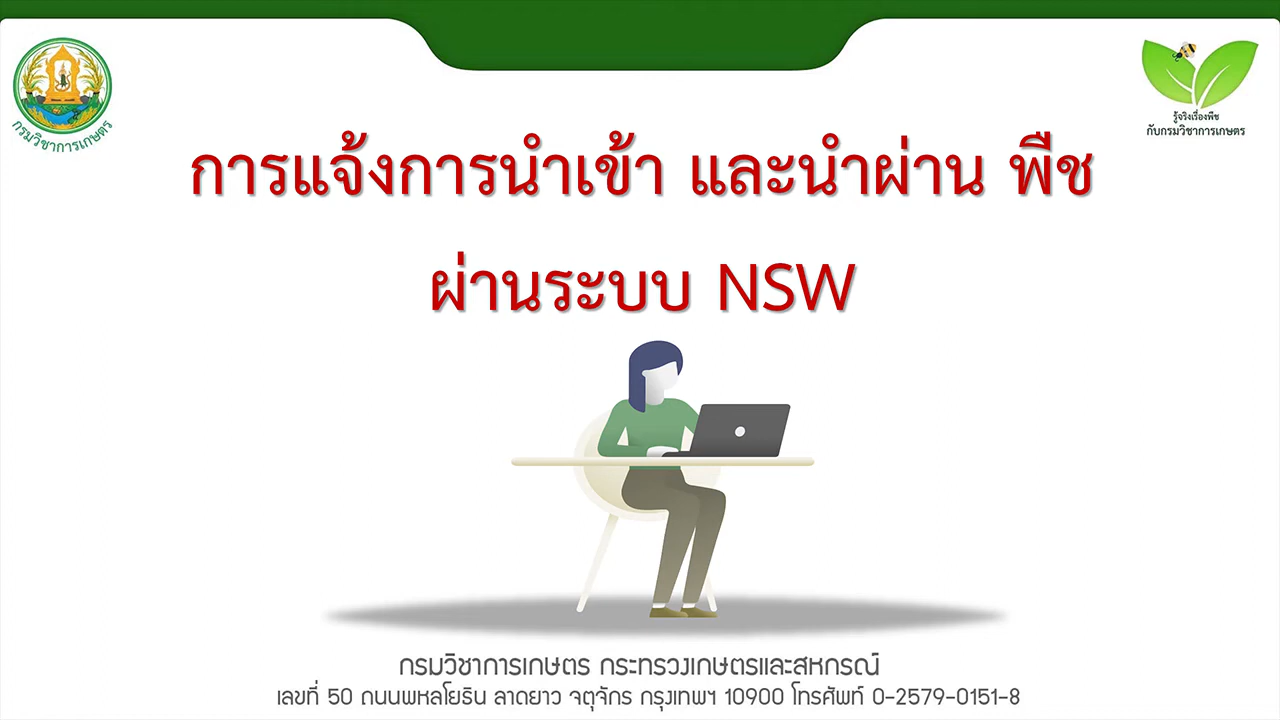 กรมวิชาการเกษตร
รู้จริงเรื่องพืช
กับกรมวิชาการเกษตร
การแจ้งการนำเข้า และนำผ่าน พืช
ผ่านระบบ NSW
กรมวิชาการเกษตร กระทรวงเกษตรและสหกรณ์
เลขที่ 50 ถนนพหลโยธิน ลาดยาว จตุจักร กรุงเทพฯ 10900 โทรศัพท์ 0-2579-0151-8